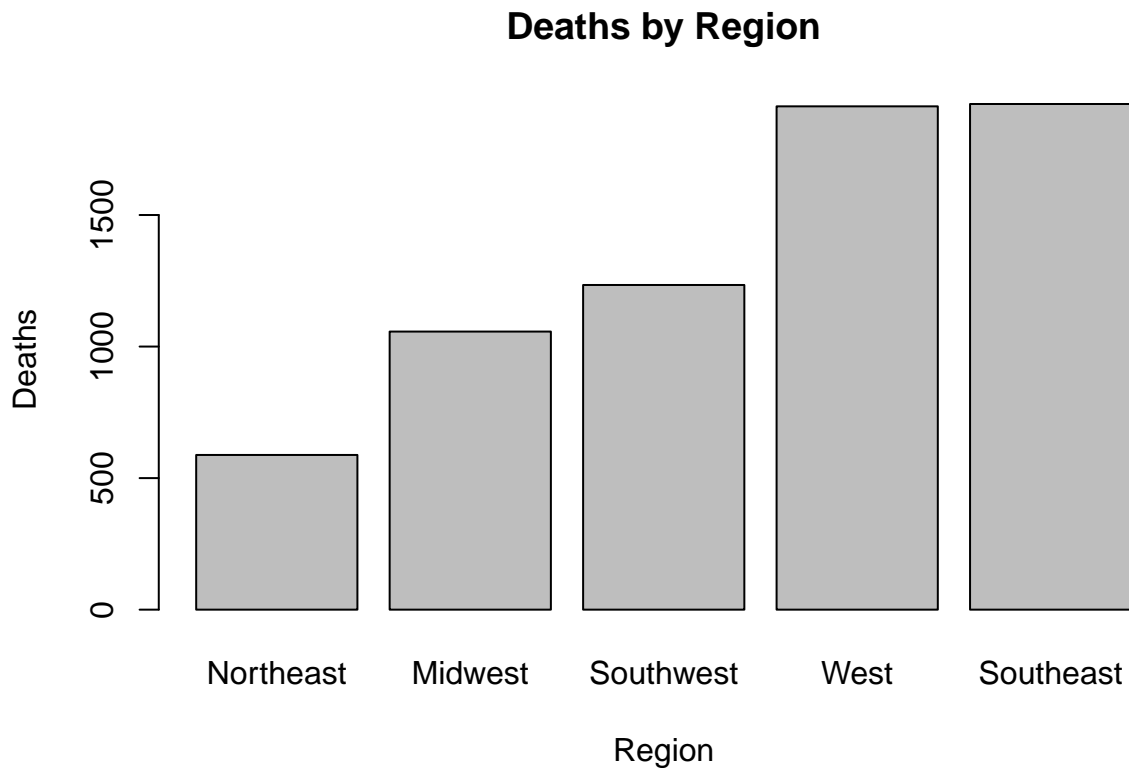 Deaths by Region
1500
1000
500
0
Deaths
Northeast Midwest Southwest West Southeast
Region